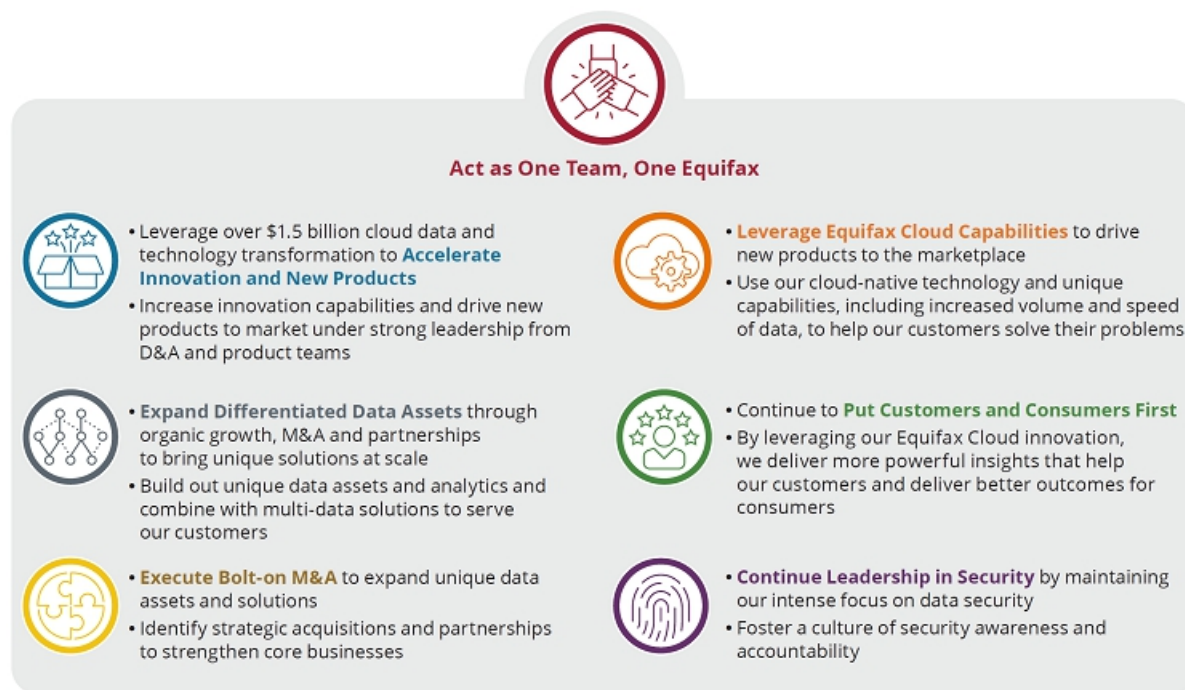 Act as One Team, One Equifax
• Leverage over $1.5 billion cloud data and
technology transformation to Accelerate
Innovation and New Products
• Increase innovation capabilities and drive new
products to market under strong leadership from
D&A and product teams
• Leverage Equifax Cloud Capabilities to drive
new products to the marketplace
• Use our cloud-native technology and unique
capabilities, including increased volume and speed
of data, to help our customers solve their problems
• Expand Differentiated Data Assets through
organic growth, M&A and partnerships
to bring unique solutions at scale
• Build out unique data assets and analytics and
combine with multi-data solutions to serve
our customers
• Continue to Put Customers and Consumers First
• By leveraging our Equifax Cloud innovation,
we deliver more powerful insights that help
our customers and deliver better outcomes for
consumers
• Execute Bolt-on M&A to expand unique data
assets and solutions
• Identify strategic acquisitions and partnerships
to strengthen core businesses
• Continue Leadership in Security by maintaining
our intense focus on data security
• Foster a culture of security awareness and
accountability